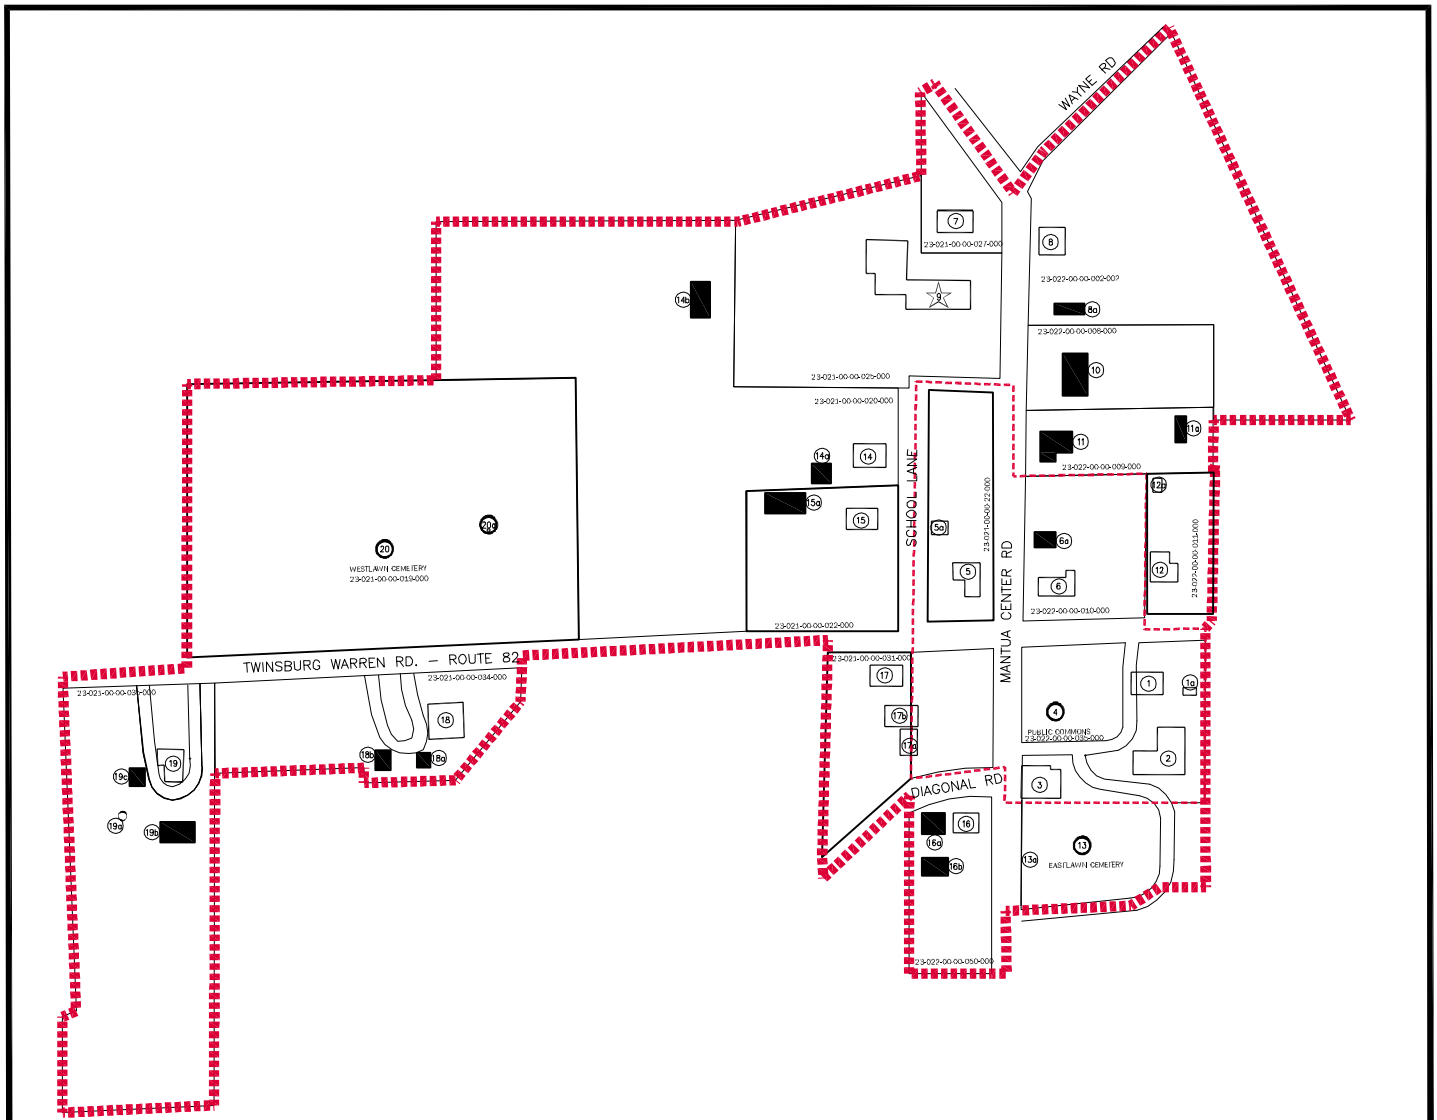 WAYNE RD
7
23-021-00-00-027-000
8
23-022-00-00-002-002
14b
9
8a
23-022-00-00-008-000
10
23-021-00-00-025-000
23-021-00-00-020-000
11a
11
23-022-00-00-009-000
14a
14
SCHOOL LANE
12a
15a
15
5a
23-021-00-00-22-000
20a
20
WESTLAWN CEMETERY
23-021-00-00-019-000
6a
MANTUA CENTER RD
23-022-00-00-011-000
5
12
6
23-022-00-00-010-000
23-021-00-00-022-000
TWINSBURG WARREN RD. – ROUTE 82
23-021-00-00-031-000
23-021-00-00-034-000
17
1
1a
18
17b
4
PUBLIC COMMONS
23-022-00-00-035-000
17a
18b
18a
2
19
19c
DIAGONAL RD
3
19a
19b
16
16a
16b
13
13a
EASTLAWN CEMETERY
23-022-00-00-050-000